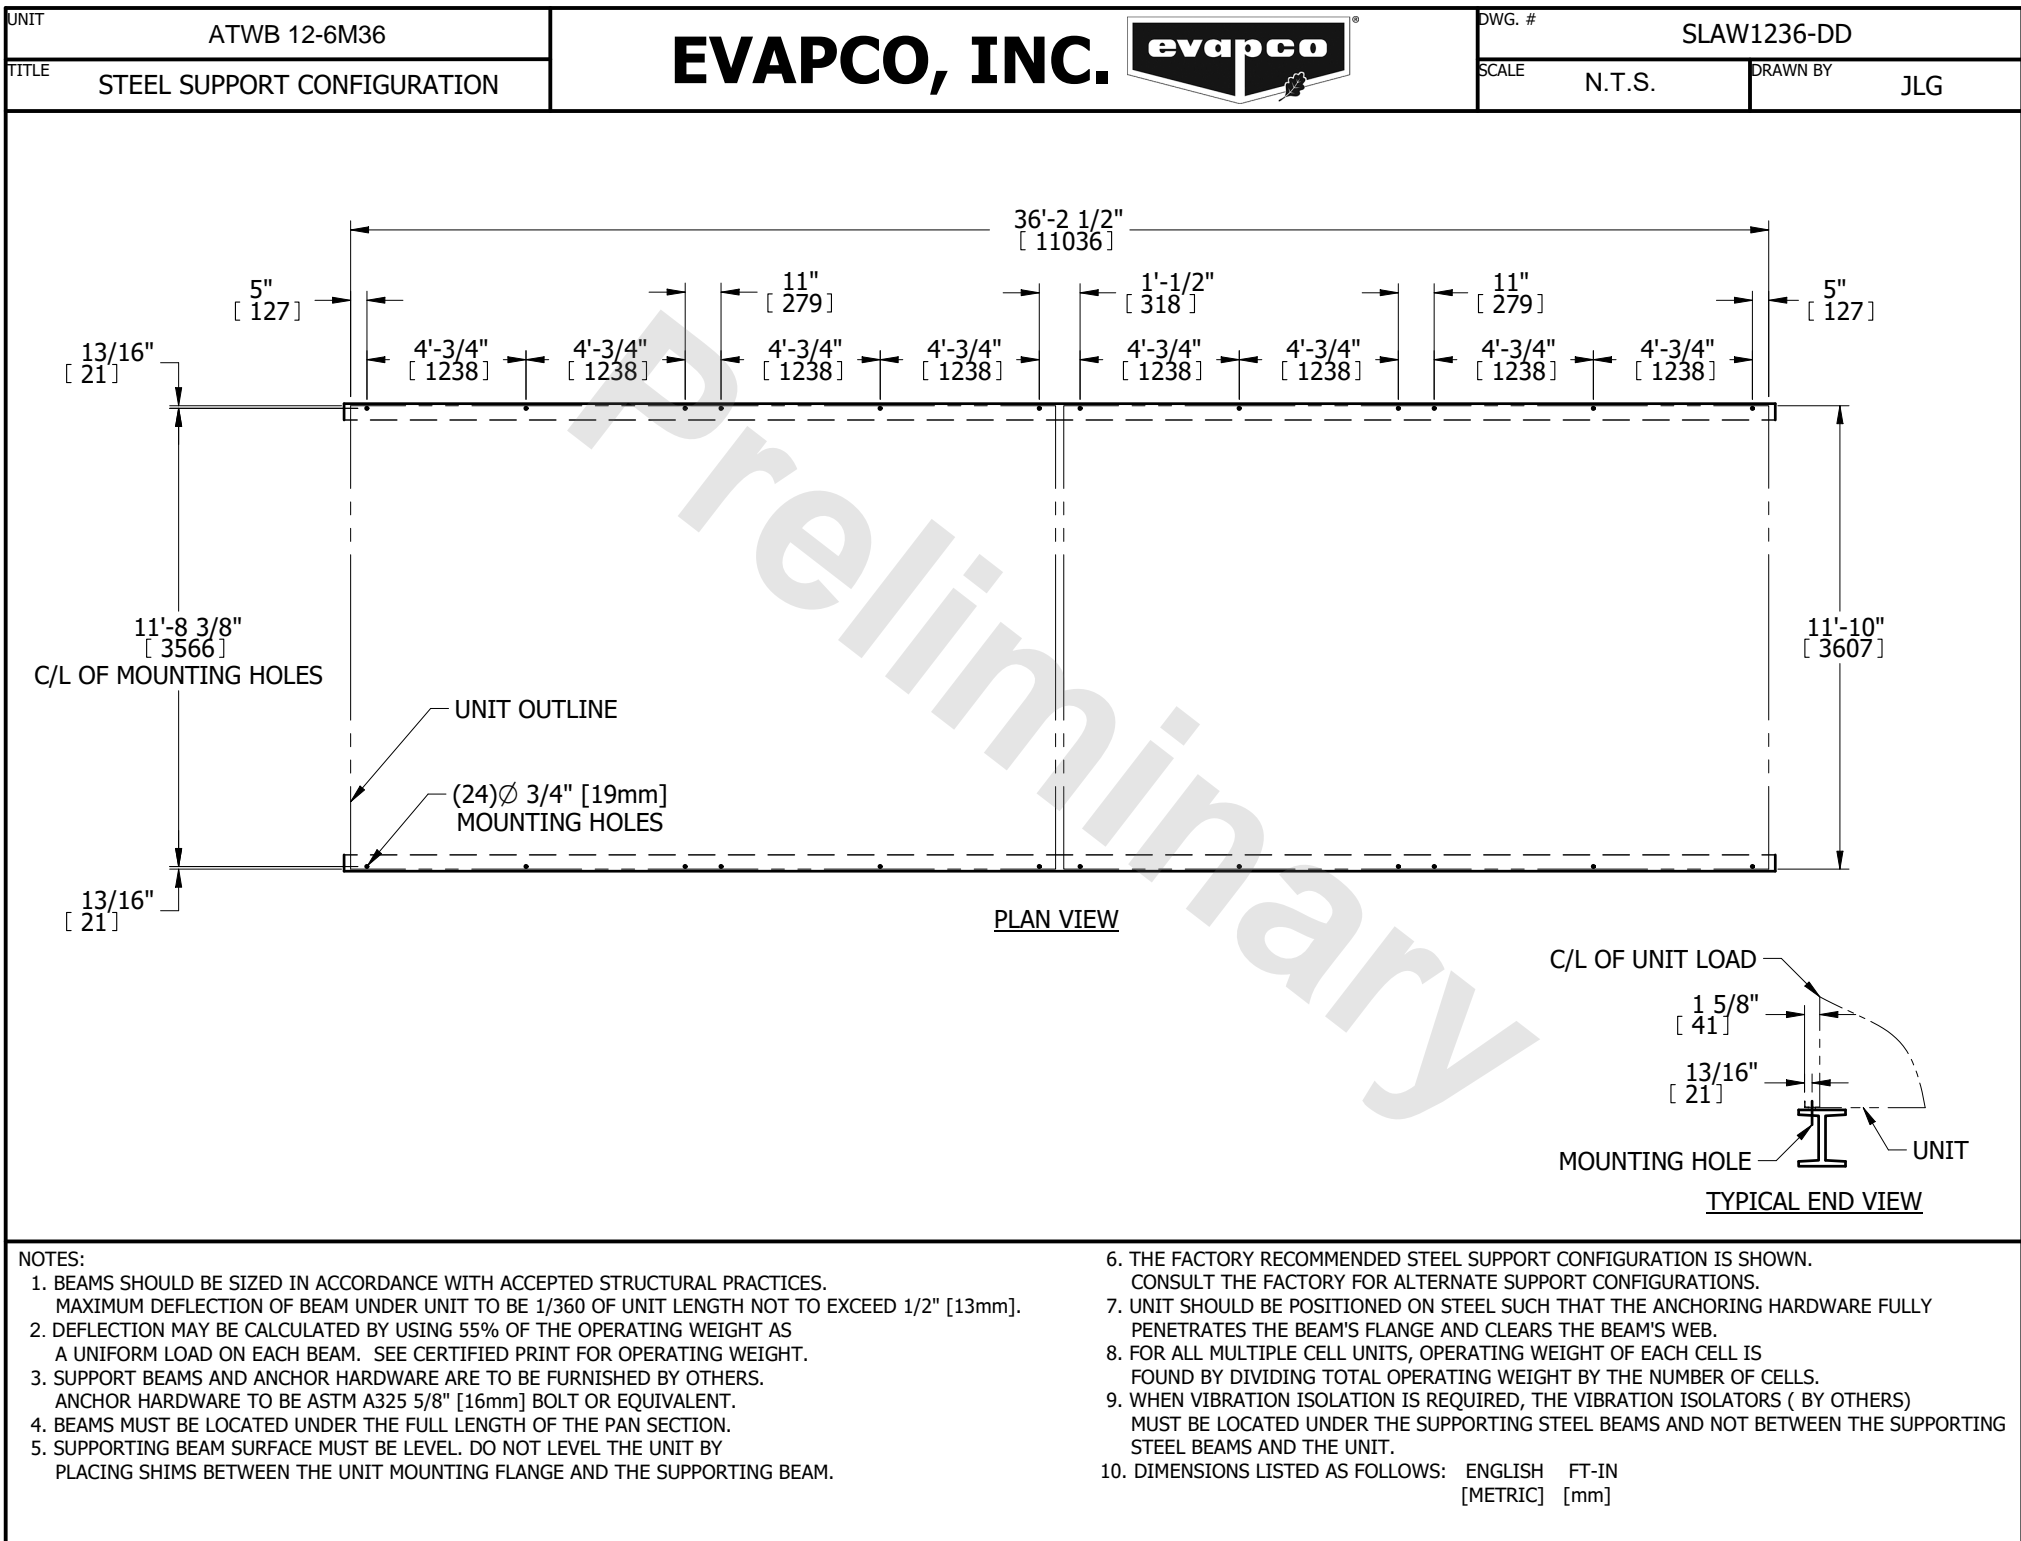 UNIT
ATWB 12-6M36
TITLE
STEEL SUPPORT CONFIGURATION
EVAPCO, INC.
evapco
®
DWG. #
SLAW1236-DD
SCALE
N.T.S.
DRAWN BY
JLG
36'-2 1/2"
[ 11036 ]
5"
[ 127 ]
11"
[ 279 ]
1'-1/2"
[ 318 ]
11"
[ 279 ]
5"
[ 127 ]
13/16"
[ 21 ]
4'-3/4"
[ 1238 ]
4'-3/4"
[ 1238 ]
4'-3/4"
[ 1238 ]
4'-3/4"
[ 1238 ]
4'-3/4"
[ 1238 ]
4'-3/4"
[ 1238 ]
4'-3/4"
[ 1238 ]
4'-3/4"
[ 1238 ]
11'-8 3/8"
[ 3566 ]
C/L OF MOUNTING HOLES
11'-10"
[ 3607 ]
UNIT OUTLINE
(24)∅ 3/4" [19mm]
MOUNTING HOLES
13/16"
[ 21 ]
PLAN VIEW
Preliminary
C/L OF UNIT LOAD
1 5/8"
[ 41 ]
13/16"
[ 21 ]
MOUNTING HOLE
UNIT
TYPICAL END VIEW
NOTES:
1. BEAMS SHOULD BE SIZED IN ACCORDANCE WITH ACCEPTED STRUCTURAL PRACTICES.
MAXIMUM DEFLECTION OF BEAM UNDER UNIT TO BE 1/360 OF UNIT LENGTH NOT TO EXCEED 1/2" [13mm].
2. DEFLECTION MAY BE CALCULATED BY USING 55% OF THE OPERATING WEIGHT AS
A UNIFORM LOAD ON EACH BEAM. SEE CERTIFIED PRINT FOR OPERATING WEIGHT.
3. SUPPORT BEAMS AND ANCHOR HARDWARE ARE TO BE FURNISHED BY OTHERS.
ANCHOR HARDWARE TO BE ASTM A325 5/8" [16mm] BOLT OR EQUIVALENT.
4. BEAMS MUST BE LOCATED UNDER THE FULL LENGTH OF THE PAN SECTION.
5. SUPPORTING BEAM SURFACE MUST BE LEVEL. DO NOT LEVEL THE UNIT BY
PLACING SHIMS BETWEEN THE UNIT MOUNTING FLANGE AND THE SUPPORTING BEAM.
6. THE FACTORY RECOMMENDED STEEL SUPPORT CONFIGURATION IS SHOWN.
CONSULT THE FACTORY FOR ALTERNATE SUPPORT CONFIGURATIONS.
7. UNIT SHOULD BE POSITIONED ON STEEL SUCH THAT THE ANCHORING HARDWARE FULLY
PENETRATES THE BEAM'S FLANGE AND CLEARS THE BEAM'S WEB.
8. FOR ALL MULTIPLE CELL UNITS, OPERATING WEIGHT OF EACH CELL IS
FOUND BY DIVIDING TOTAL OPERATING WEIGHT BY THE NUMBER OF CELLS.
9. WHEN VIBRATION ISOLATION IS REQUIRED, THE VIBRATION ISOLATORS ( BY OTHERS)
MUST BE LOCATED UNDER THE SUPPORTING STEEL BEAMS AND NOT BETWEEN THE SUPPORTING
STEEL BEAMS AND THE UNIT.
10. DIMENSIONS LISTED AS FOLLOWS: ENGLISH FT-IN
[METRIC] [mm]